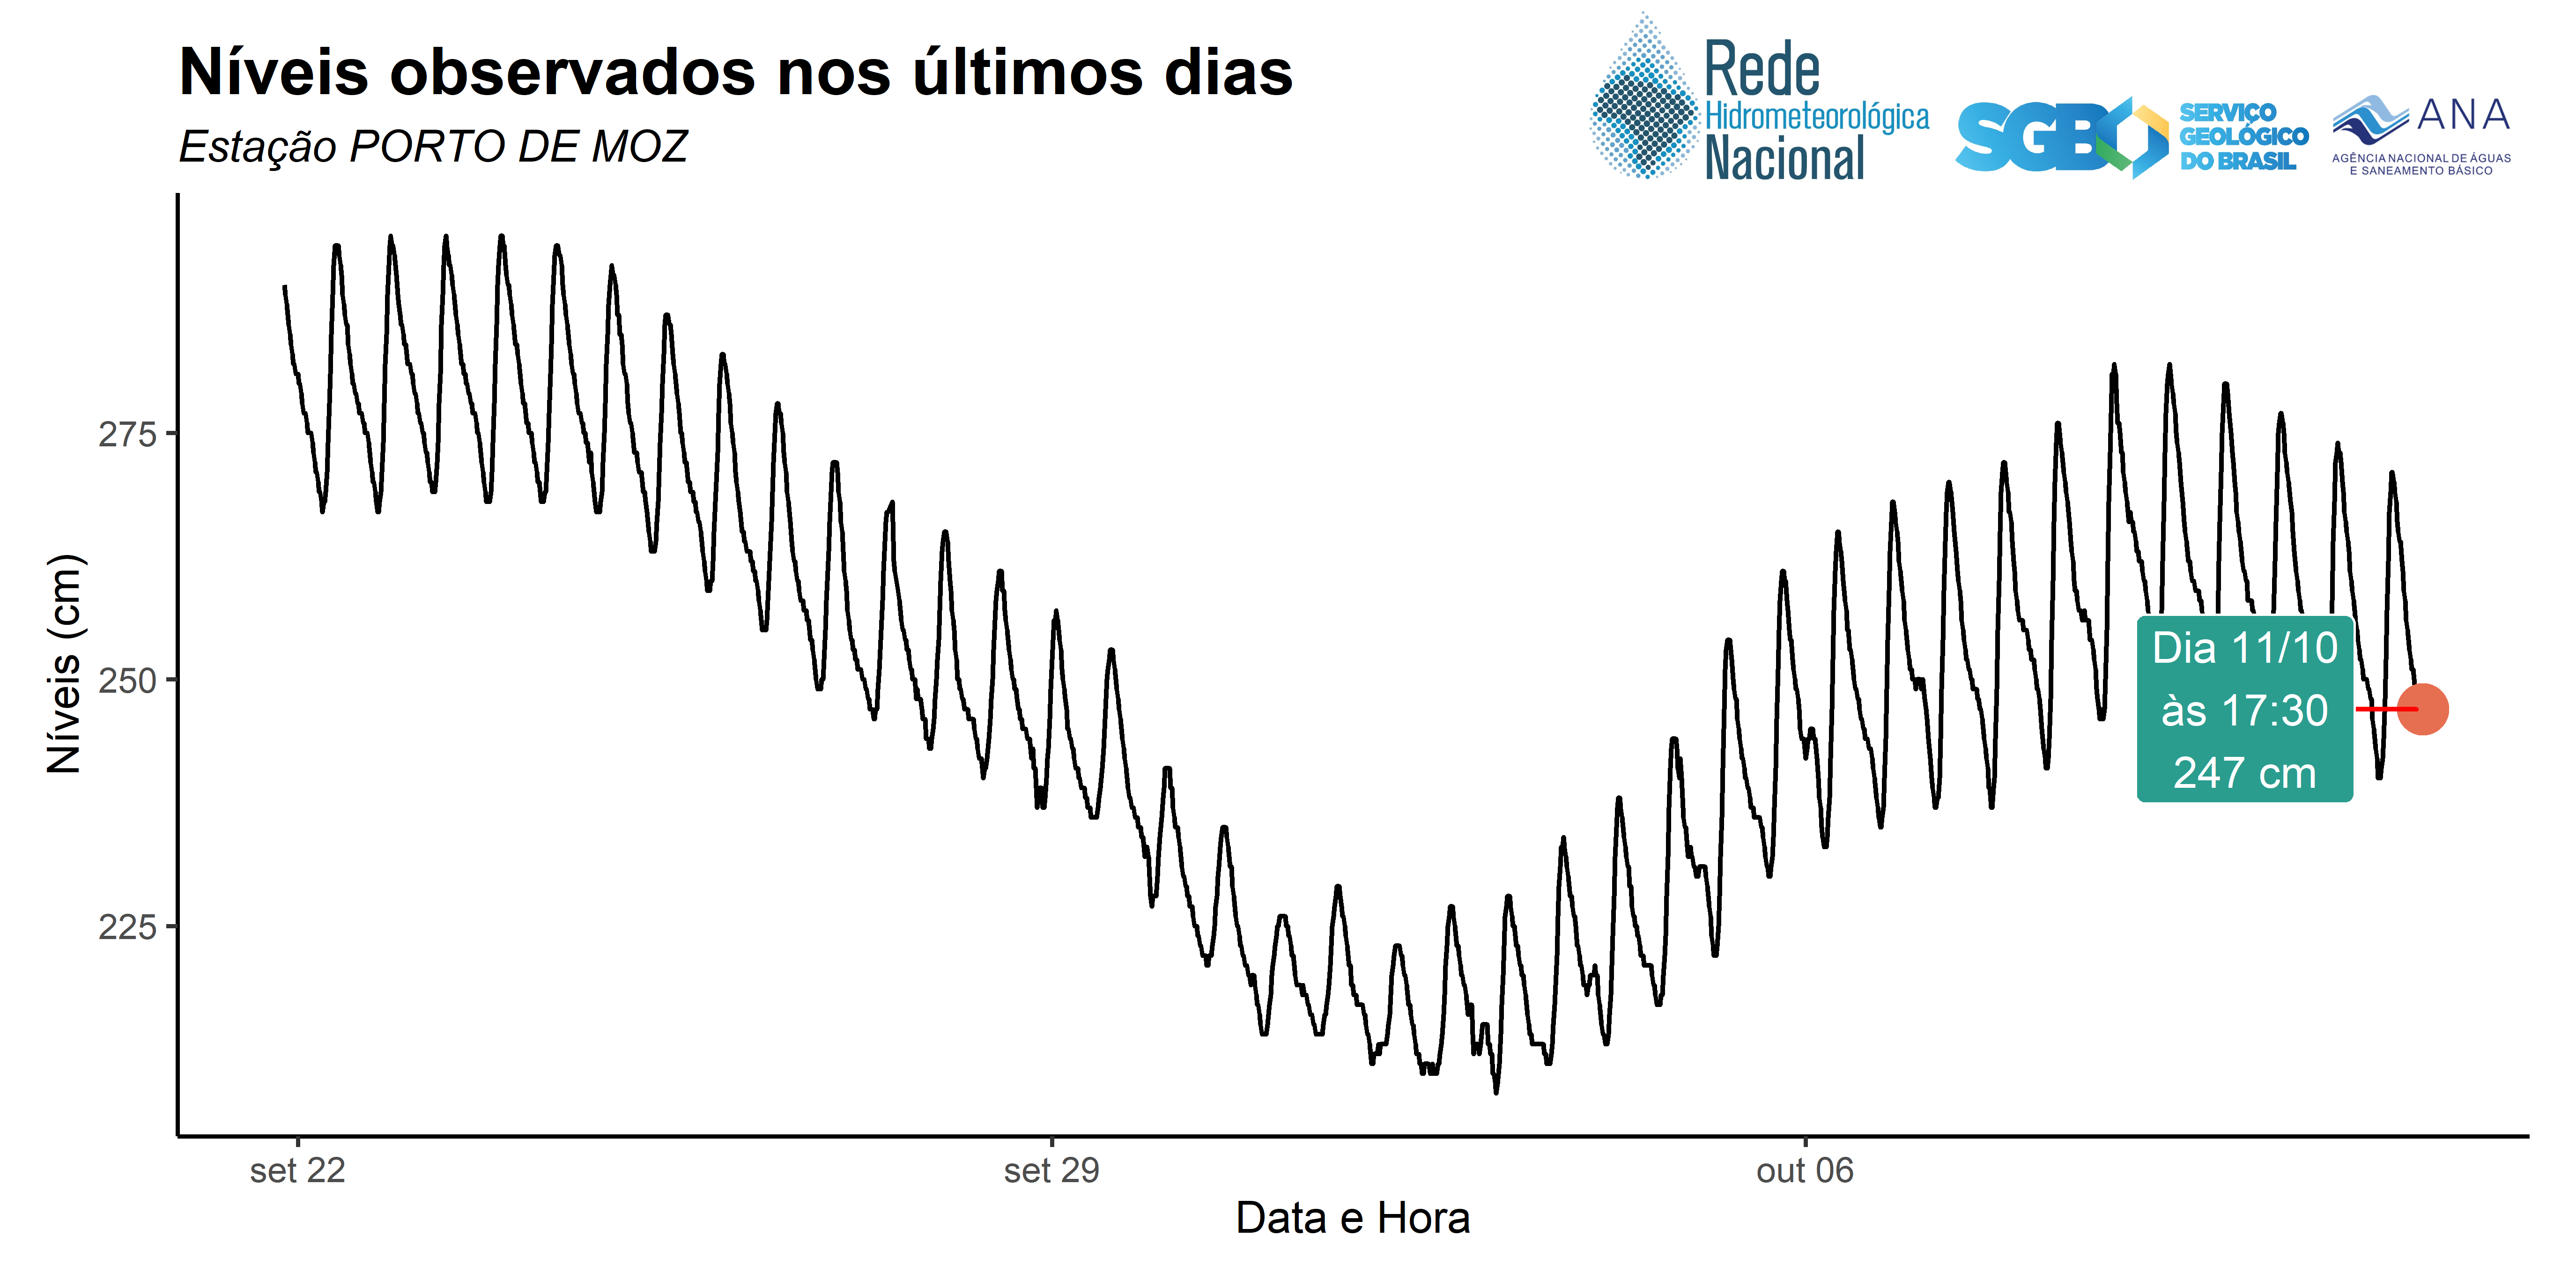 Níveis observados nos últimos dias
Estação PORTO DE MOZ
Rede
Hidrometeorológica
Nacional
SGB
SERVIÇO
GEOLÓGICO
DO BRASIL
ANA
AGÊNCIA NACIONAL DE ÁGUAS
E SANEAMENTO BÁSICO
Níveis (cm)
275
250
225
Dia 11/10
às 17:30
247 cm
set 22
set 29
out 06
Data e Hora